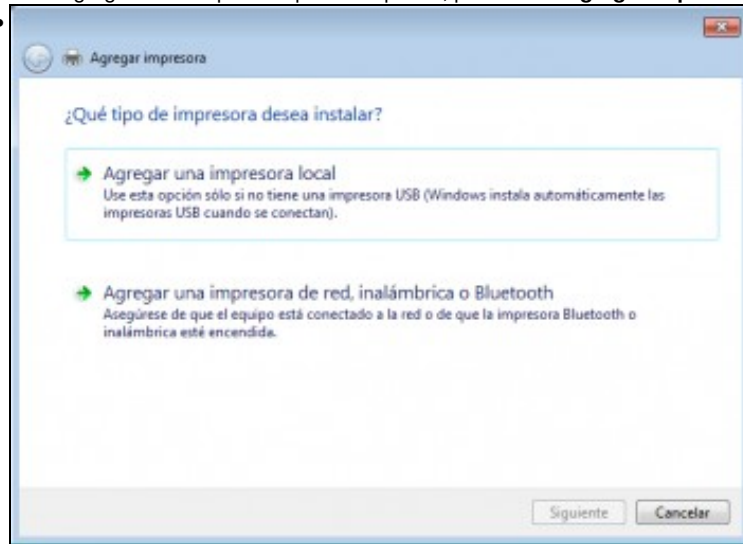 Agregar impresora
¿Qué tipo de impresora desea instalar?
Agregar una impresora local
Use esta opción sólo si no tiene una impresora USB (Windows instala automáticamente las
impresoras USB cuando se conectan).
Agregar una impresora de red, inalámbrica o Bluetooth
Asegúrese de que el equipo está conectado a la red o de que la impresora Bluetooth o
inalámbrica esté encendida.
Siguiente
Cancelar